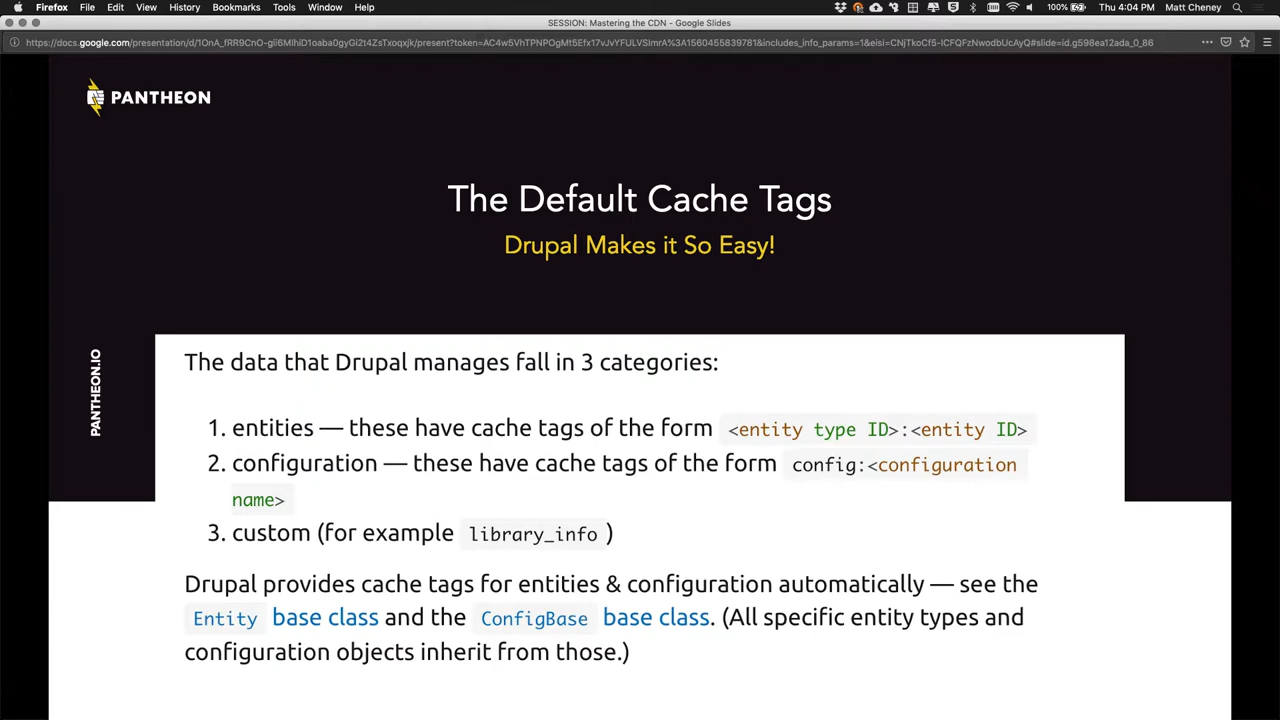 Firefox File Edit View History Bookmarks Tools Window Help 100% Thu 4:04 PM Matt Cheney
SESSION: Mastering the CDN - Google Slides
PANTHEON
The Default Cache Tags
Drupal Makes it So Easy!
PANTHEON.IO
The data that Drupal manages fall in 3 categories:
1. entities — these have cache tags of the form <entity type ID>:<entity ID>
2. configuration — these have cache tags of the form config:<configuration
name>
3. custom (for example library_info )
Drupal provides cache tags for entities & configuration automatically — see the
Entity base class and the ConfigBase base class. (All specific entity types and
configuration objects inherit from those.)